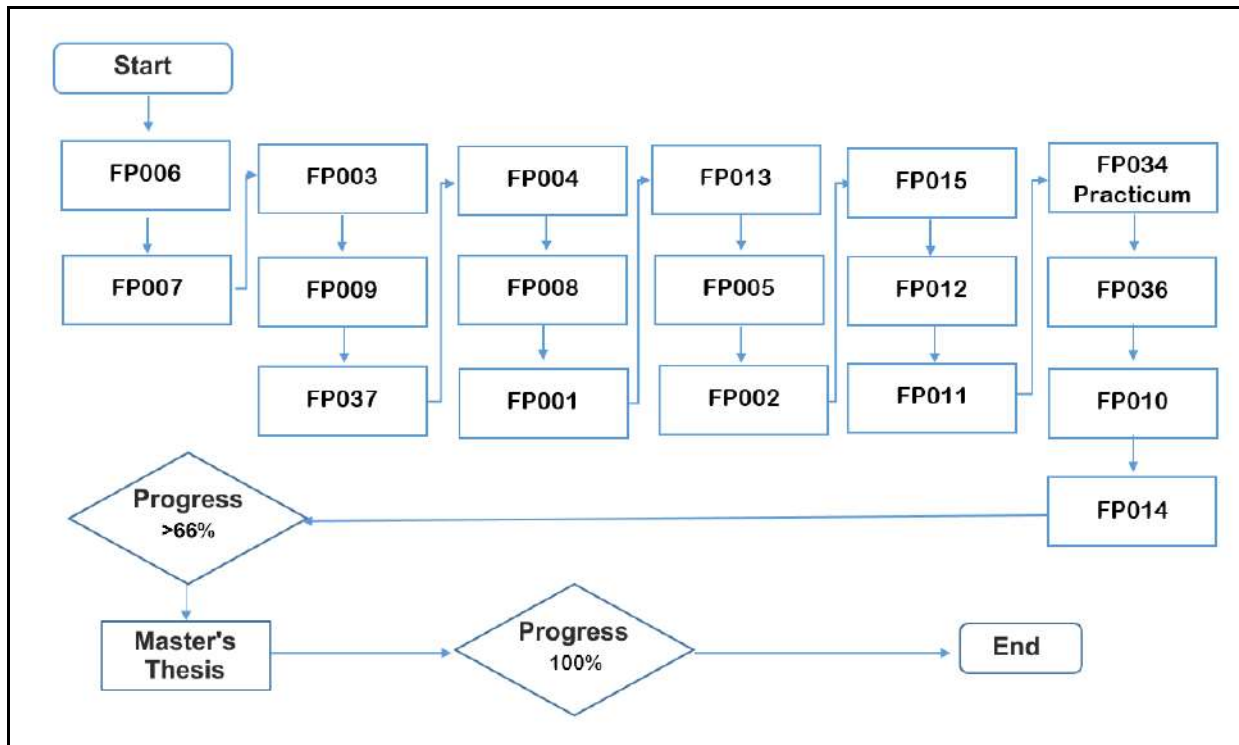 Start
FP006
FP007
FP003
FP009
FP037
FP004
FP008
FP001
FP013
FP005
FP002
FP015
FP012
FP011
FP034
Practicum
FP036
FP010
FP014
Progress
>66%
Master's
Thesis
Progress
100%
End